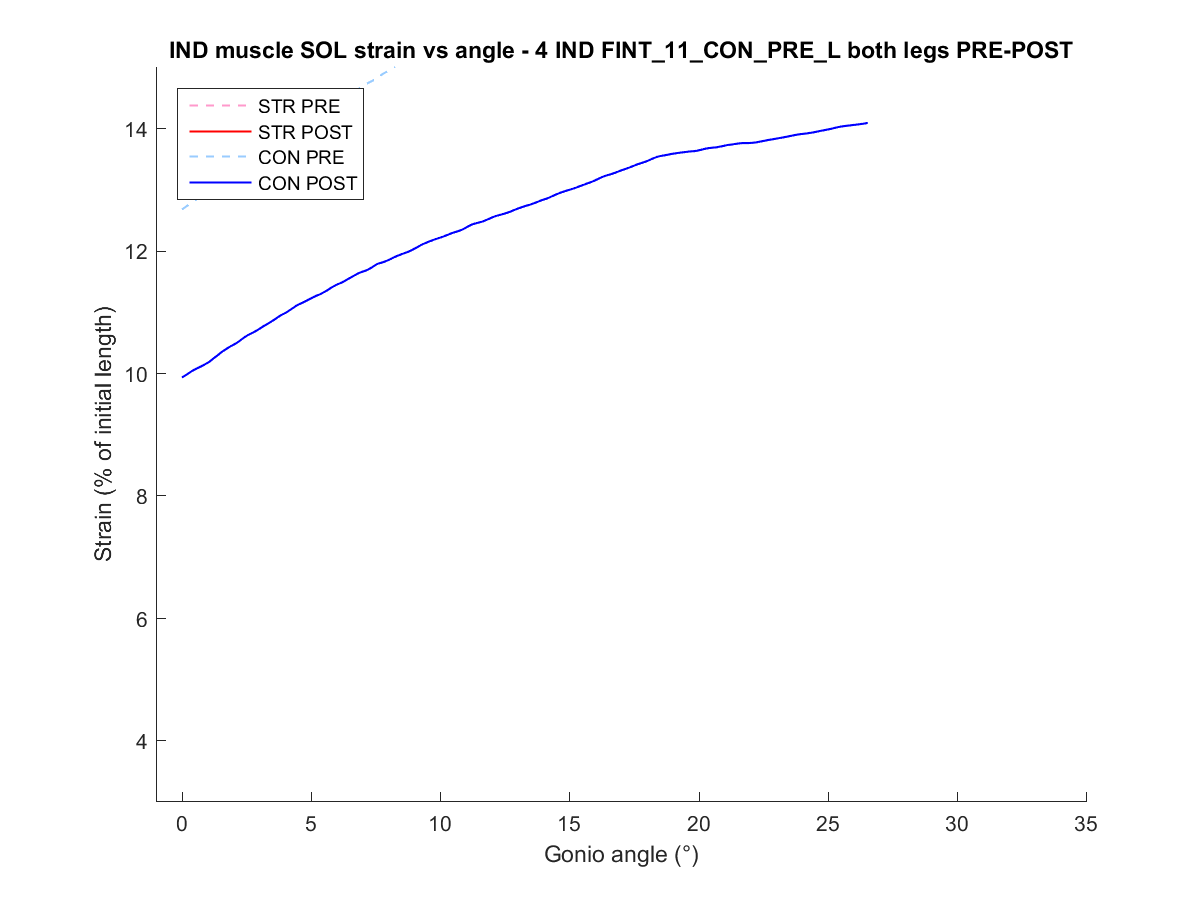 IND muscle SOL strain vs angle - 4 IND FINT_11_CON_PRE_L both legs PRE-POST
STR PRE
STR POST
CON PRE
CON POST
14
12
10
8
6
4
Strain (% of initial length)
0 5 10 15 20 25 30 35
Gonio angle (°)